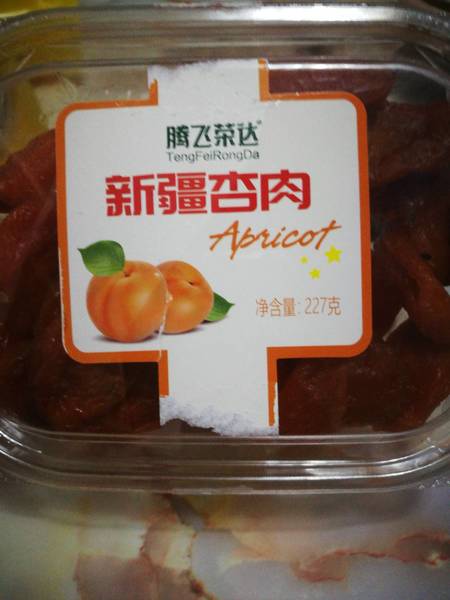 腾飞荣达®
TengFeiRongDa
新疆杏肉
Apricot
净含量: 227克